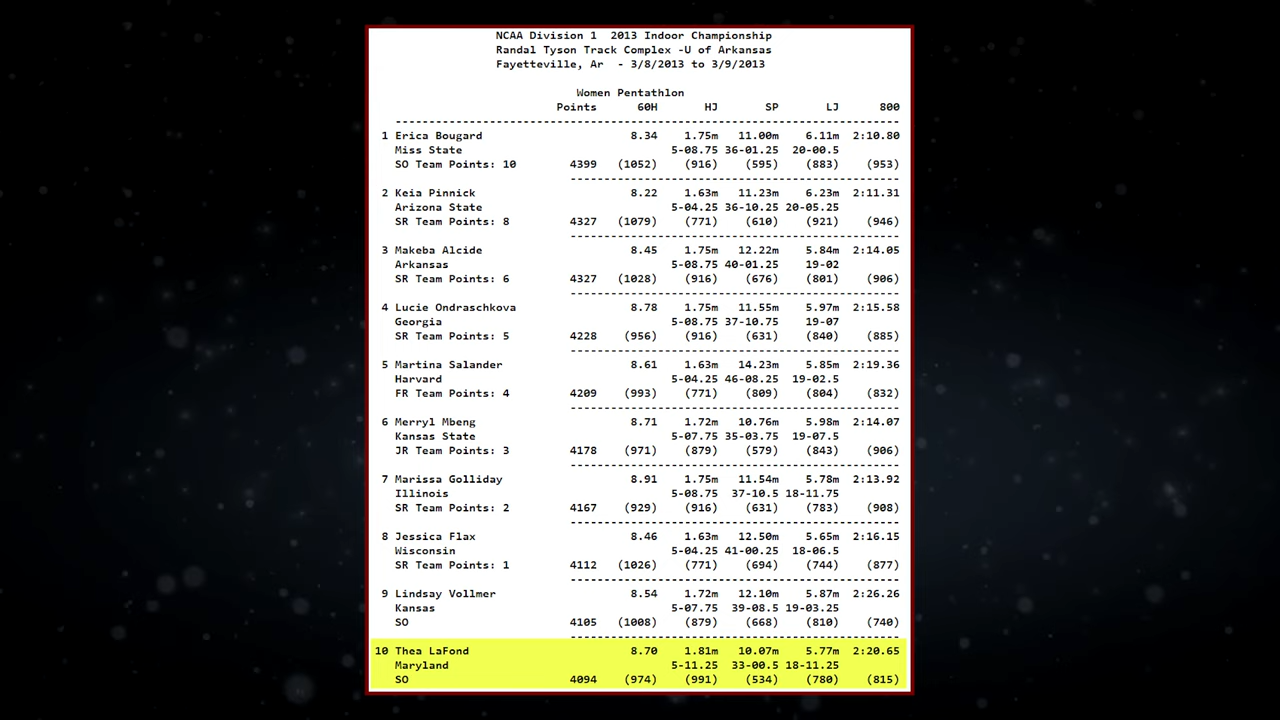 NCAA Division 1  2013 Indoor Championship
Randal Tyson Track Complex -U of Arkansas
Fayetteville, Ar  - 3/8/2013 to 3/9/2013
Women Pentathlon
Points 60H HJ SP LJ 800
1 Erica Bougard 8.34 1.75m 11.00m 6.11m 2:10.80
Miss State 5-08.75 36-01.25 20-00.5
SO Team Points: 10 4399 (1052) (916) (595) (883) (953)
2 Keia Pinnick 8.22 1.63m 11.23m 6.23m 2:11.31
Arizona State 5-04.25 36-10.25 20-05.25
SR Team Points: 8 4327 (1079) (771) (610) (921) (946)
3 Makeba Alcide 8.45 1.75m 12.22m 5.84m 2:14.05
Arkansas 5-08.75 40-01.25 19-02
SR Team Points: 6 4327 (1028) (916) (676) (801) (906)
4 Lucie Ondraschkova 8.78 1.75m 11.55m 5.97m 2:15.58
Georgia 5-08.75 37-10.75 19-07
SR Team Points: 5 4228 (956) (916) (631) (840) (885)
5 Martina Salander 8.61 1.63m 14.23m 5.85m 2:19.36
Harvard 5-04.25 46-08.25 19-02.5
FR Team Points: 4 4209 (993) (771) (809) (804) (832)
6 Merryl Mbeng 8.71 1.72m 10.76m 5.98m 2:14.07
Kansas State 5-07.75 35-03.75 19-07.5
JR Team Points: 3 4178 (971) (879) (579) (843) (906)
7 Marissa Golliday 8.91 1.75m 11.54m 5.78m 2:13.92
Illinois 5-08.75 37-10.5 18-11.75
SR Team Points: 2 4167 (929) (916) (631) (783) (908)
8 Jessica Flax 8.46 1.63m 12.50m 5.65m 2:16.15
Wisconsin 5-04.25 41-00.25 18-06.5
SR Team Points: 1 4112 (1026) (771) (694) (744) (877)
9 Lindsay Vollmer 8.54 1.72m 12.10m 5.87m 2:26.26
Kansas 5-07.75 39-08.5 19-03.25
SO 4105 (1008) (879) (668) (810) (740)
10 Thea LaFond 8.70 1.81m 10.07m 5.77m 2:20.65
Maryland 5-11.25 33-00.5 18-11.25
SO 4094 (974) (991) (534) (780) (815)